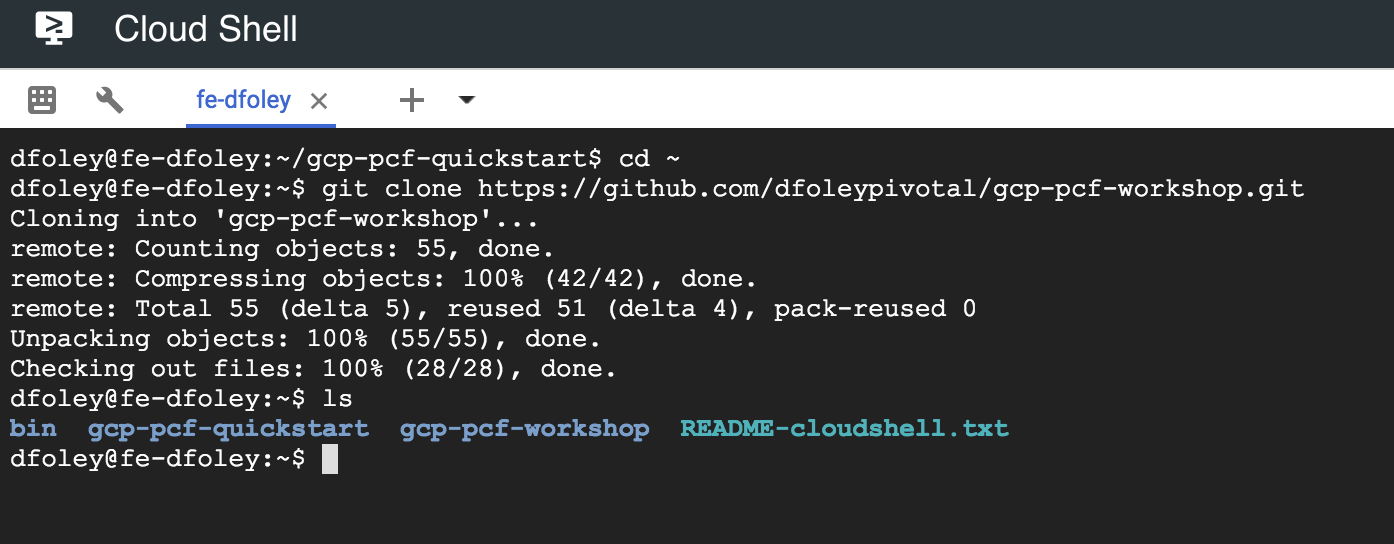 Cloud Shell
fe-dfoley
dfoley@fe-dfoley:~/gcp-pcf-quickstart$ cd ~
dfoley@fe-dfoley:~$ git clone https://github.com/dfoleypivotal/gcp-pcf-workshop.git
Cloning into 'gcp-pcf-workshop'...
remote: Counting objects: 55, done.
remote: Compressing objects: 100% (42/42), done.
remote: Total 55 (delta 5), reused 51 (delta 4), pack-reused 0
Unpacking objects: 100% (55/55), done.
Checking out files: 100% (28/28), done.
dfoley@fe-dfoley:~$ ls
bin  gcp-pcf-quickstart  gcp-pcf-workshop  README-cloudshell.txt
dfoley@fe-dfoley:~$